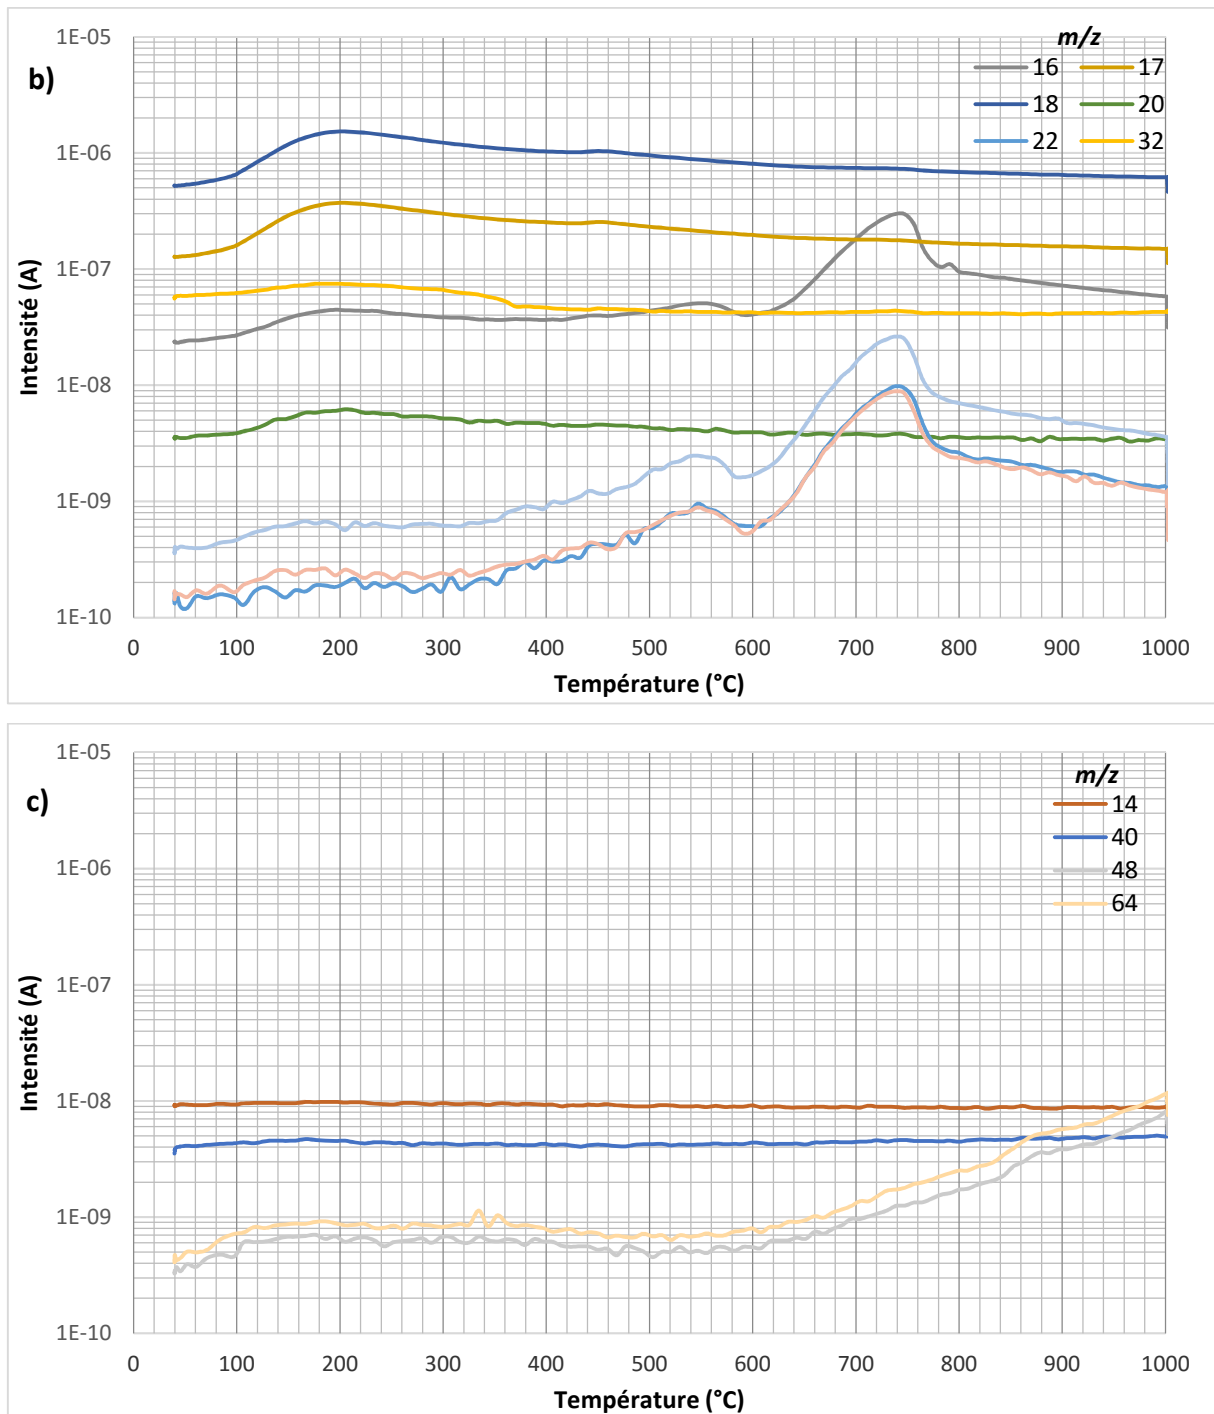 b)
1E-05
1E-06
1E-07
1E-08
1E-09
1E-10
Intensité (A)
m/z
16 17
18 20
22 32
0 100 200 300 400 500 600 700 800 900 1000
Température (°C)
c)
1E-05
1E-06
1E-07
1E-08
1E-09
1E-10
Intensité (A)
m/z
14
40
48
64
0 100 200 300 400 500 600 700 800 900 1000
Température (°C)